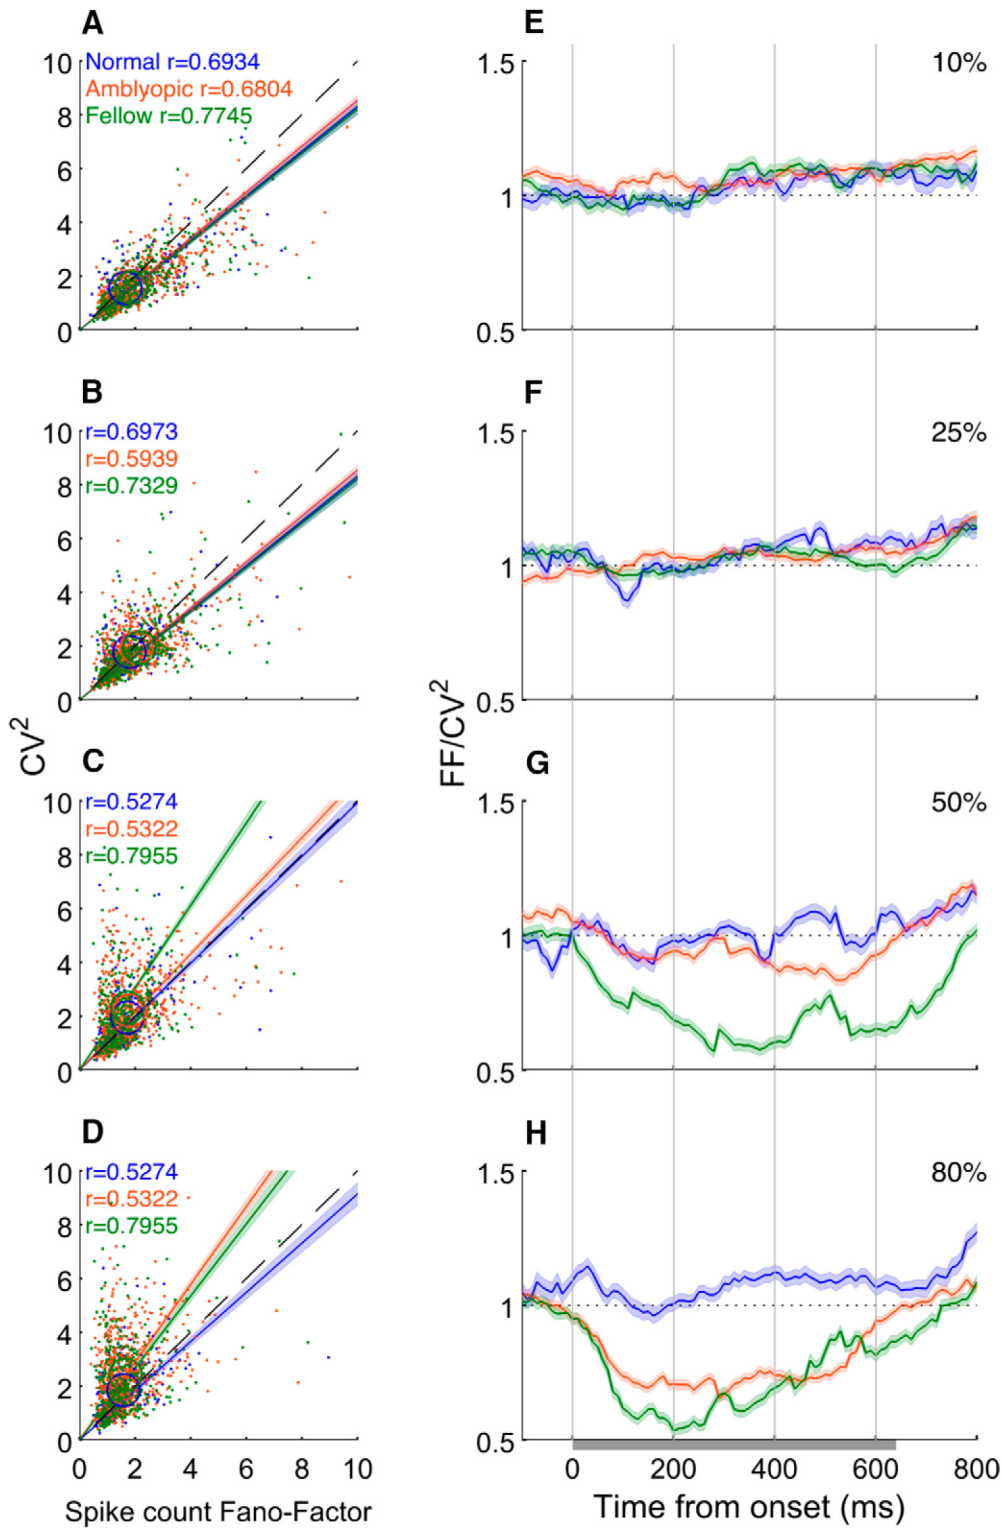 A
10
8
6
4
2
0
Normal r=0.6934
Amblyopic r=0.6804
Fellow r=0.7745
B
10
8
6
4
2
0
r=0.6973
r=0.5939
r=0.7329
CV²
C
10
8
6
4
2
0
r=0.5274
r=0.5322
r=0.7955
D
10
8
6
4
2
0
r=0.5274
r=0.5322
r=0.7955
0 2 4 6 8 10
Spike count Fano-Factor
E
1.5
1
0.5
10%
F
1.5
1
0.5
25%
FF/CV²
G
1.5
1
0.5
50%
H
1.5
1
0.5
80%
0 200 400 600 800
Time from onset (ms)